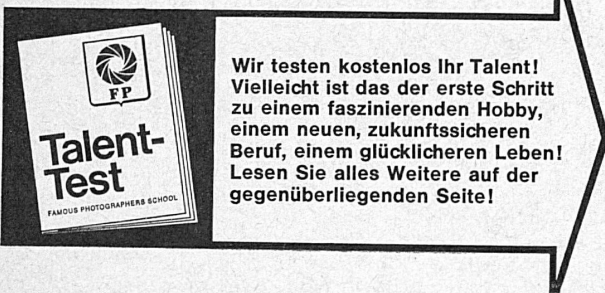 FP
Talent-
Test
FAMOUS PHOTOGRAPHERS SCHOOL
Wir testen kostenlos Ihr Talent!
Vielleicht ist das der erste Schritt
zu einem faszinierenden Hobby,
einem neuen, zukunftssicheren
Beruf, einem glücklicheren Leben!
Lesen Sie alles Weitere auf der
gegenüberliegenden Seite!